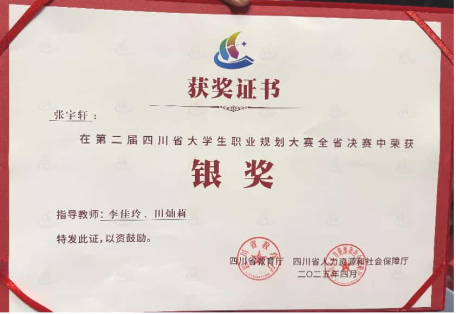 获奖证书
张宇轩:
在第二届四川省大学生职业规划大赛全省决赛中荣获
银奖
指导教师:李佳玲、田灿莉
特发此证,以资鼓励。
四川省教育厅 四川省人力资源和社会保障厅
二〇二五年四月